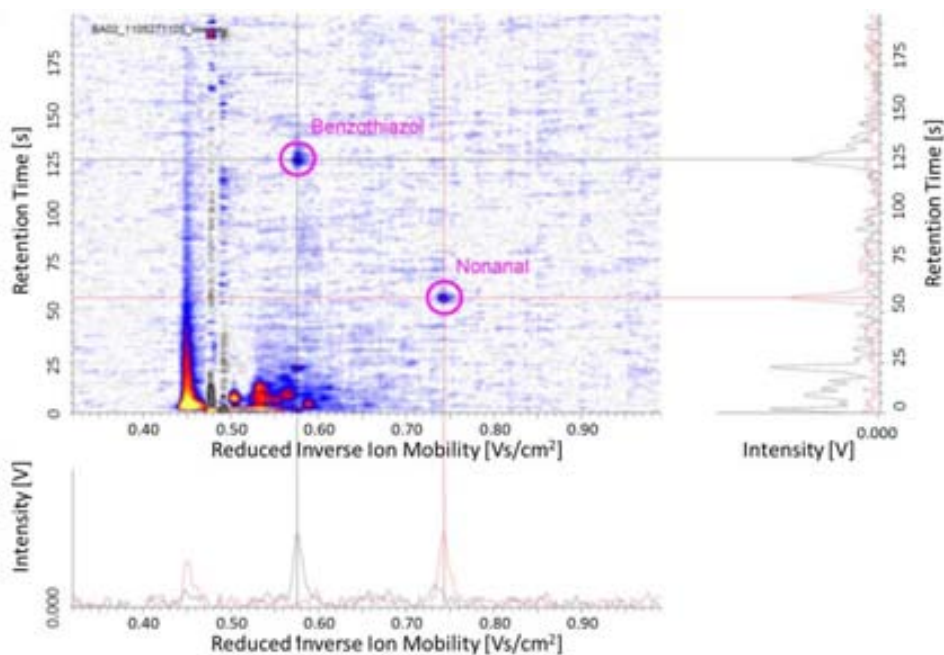 175
150
125
100
75
50
25
0
Retention Time [s]
Benzothiazol
Nonanal
0.40 0.50 0.60 0.70 0.80 0.90
Reduced Inverse Ion Mobility [Vs/cm²]
175
150
125
100
75
50
25
0
Retention Time [s]
0.000
Intensity [V]
Intensity [V]
0.000
0.40 0.50 0.60 0.70 0.80 0.90
Reduced Inverse Ion Mobility [Vs/cm²]